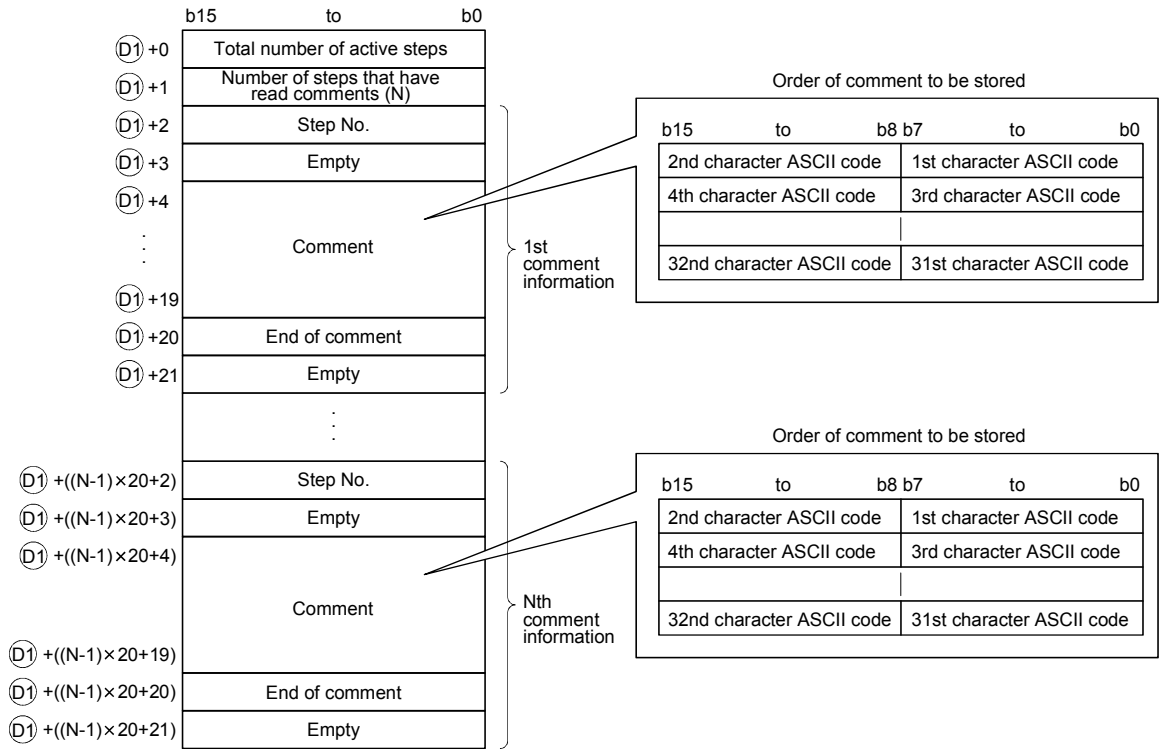 b15 to b0
D1 +0 Total number of active steps
D1 +1 Number of steps that have
read comments (N)
D1 +2 Step No.
D1 +3 Empty
D1 +4
Comment
D1 +19
D1 +20 End of comment
D1 +21 Empty
1st
comment
information
Order of comment to be stored
b15 to b8 b7 to b0
2nd character ASCII code 1st character ASCII code
4th character ASCII code 3rd character ASCII code
32nd character ASCII code 31st character ASCII code
D1 +((N-1)×20+2) Step No.
D1 +((N-1)×20+3) Empty
D1 +((N-1)×20+4)
Comment
D1 +((N-1)×20+19)
D1 +((N-1)×20+20) End of comment
D1 +((N-1)×20+21) Empty
Nth
comment
information
Order of comment to be stored
b15 to b8 b7 to b0
2nd character ASCII code 1st character ASCII code
4th character ASCII code 3rd character ASCII code
32nd character ASCII code 31st character ASCII code